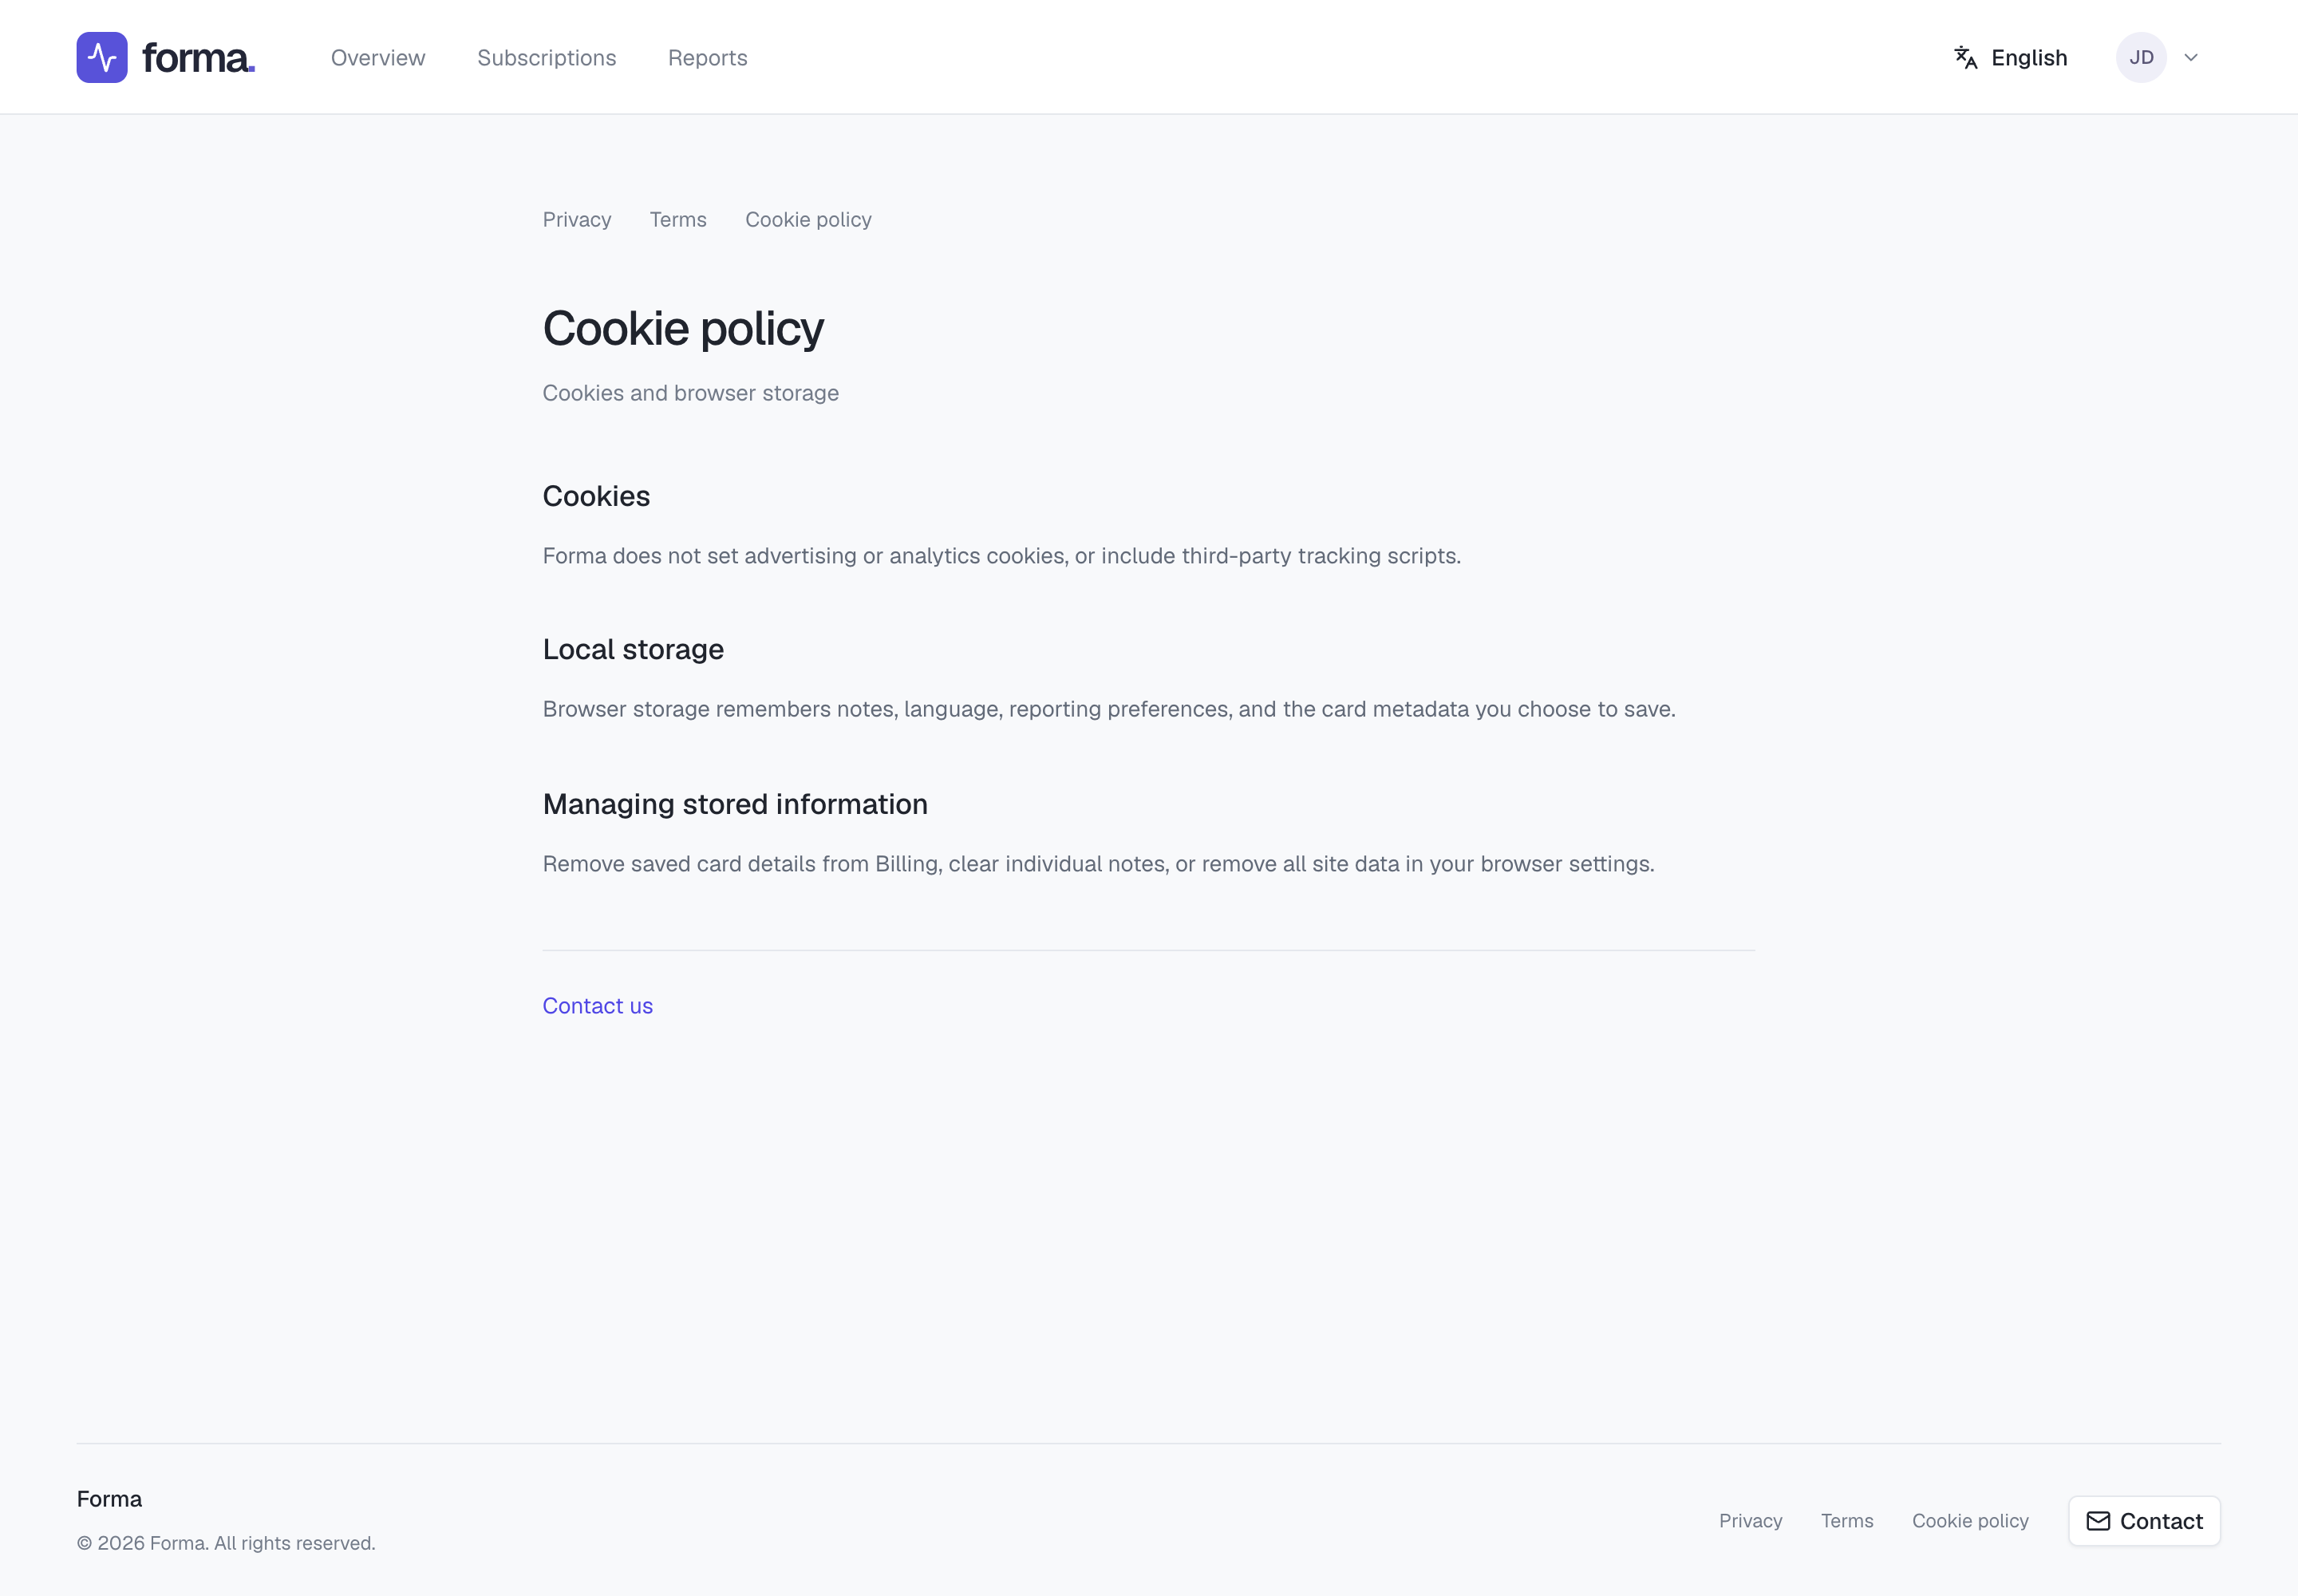 forma.
Overview
Subscriptions
Reports
English
JD
Privacy
Terms
Cookie policy
Cookie policy
Cookies and browser storage
Cookies
Forma does not set advertising or analytics cookies, or include third-party tracking scripts.
Local storage
Browser storage remembers notes, language, reporting preferences, and the card metadata you choose to save.
Managing stored information
Remove saved card details from Billing, clear individual notes, or remove all site data in your browser settings.
Contact us
Forma
© 2026 Forma. All rights reserved.
Privacy
Terms
Cookie policy
Contact